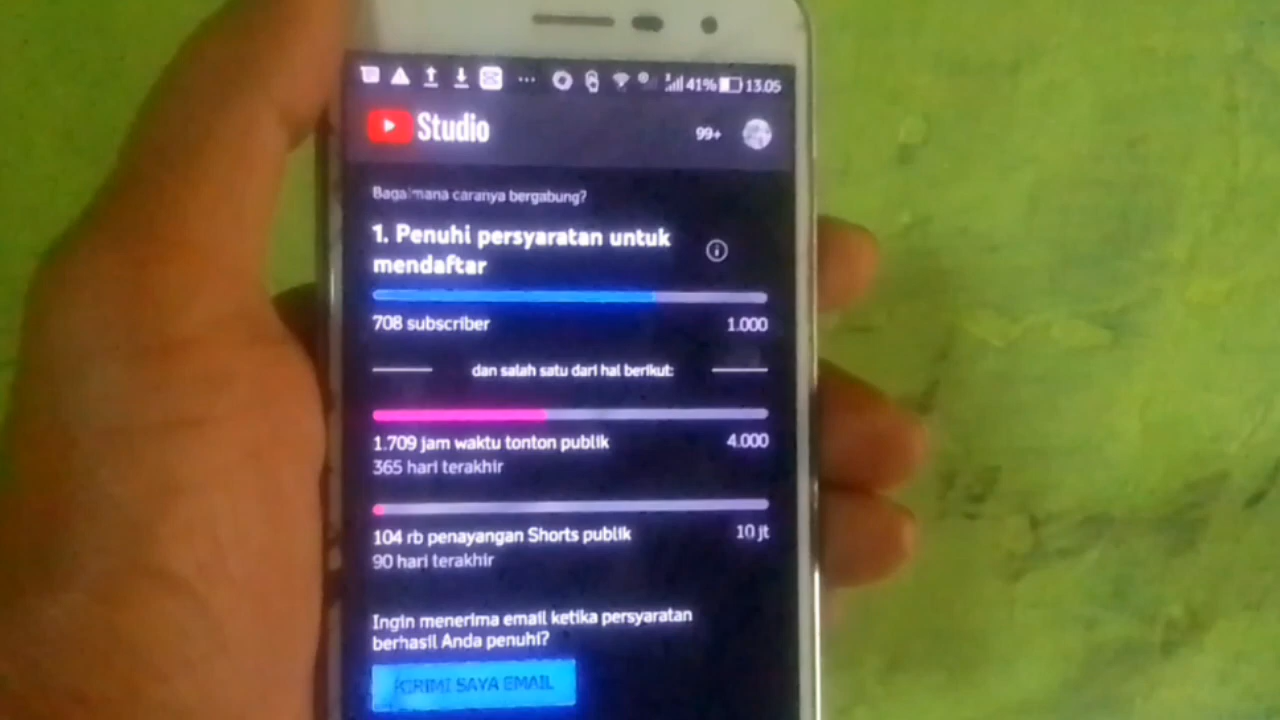 41% 13.05
Studio
99+
Bagaimana caranya bergabung?
1. Penuhi persyaratan untuk
mendaftar
708 subscriber 1.000
dan salah satu dari hal berikut:
1.709 jam waktu tonton publik 4.000
365 hari terakhir
104 rb penayangan Shorts publik 10 jt
90 hari terakhir
Ingin menerima email ketika persyaratan
berhasil Anda penuhi?
KIRIMI SAYA EMAIL